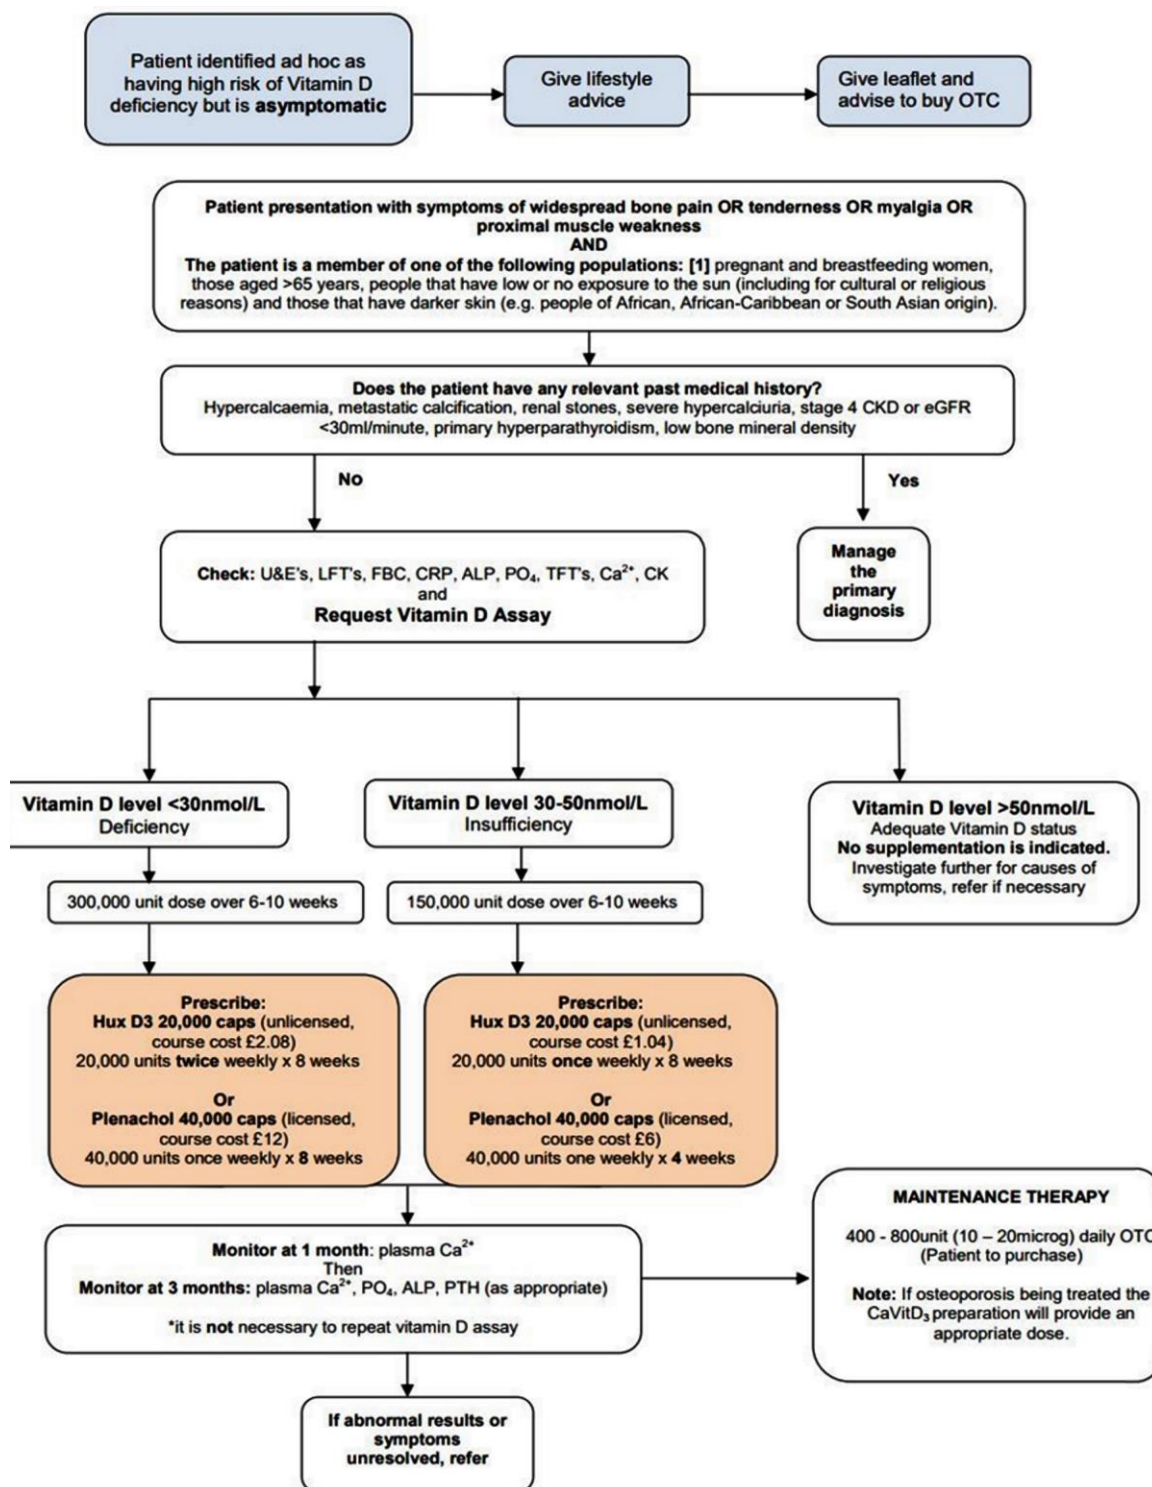 Patient identified ad hoc as
having high risk of Vitamin D
deficiency but is asymptomatic
Give lifestyle
advice
Give leaflet and
advise to buy OTC
Patient presentation with symptoms of widespread bone pain OR tenderness OR myalgia OR
proximal muscle weakness
AND
The patient is a member of one of the following populations: [1] pregnant and breastfeeding women,
those aged >65 years, people that have low or no exposure to the sun (including for cultural or religious
reasons) and those that have darker skin (e.g. people of African, African-Caribbean or South Asian origin).
Does the patient have any relevant past medical history?
Hypercalcaemia, metastatic calcification, renal stones, severe hypercalciuria, stage 4 CKD or eGFR
<30ml/minute, primary hyperparathyroidism, low bone mineral density
No
Yes
Check: U&E's, LFT's, FBC, CRP, ALP, PO₄, TFT's, Ca²⁺, CK
and
Request Vitamin D Assay
Manage
the
primary
diagnosis
Vitamin D level <30nmol/L
Deficiency
Vitamin D level 30-50nmol/L
Insufficiency
Vitamin D level >50nmol/L
Adequate Vitamin D status
No supplementation is indicated.
Investigate further for causes of
symptoms, refer if necessary
300,000 unit dose over 6-10 weeks
150,000 unit dose over 6-10 weeks
Prescribe:
Hux D3 20,000 caps (unlicensed,
course cost £2.08)
20,000 units twice weekly x 8 weeks
Or
Plenachol 40,000 caps (licensed,
course cost £12)
40,000 units once weekly x 8 weeks
Prescribe:
Hux D3 20,000 caps (unlicensed,
course cost £1.04)
20,000 units once weekly x 8 weeks
Or
Plenachol 40,000 caps (licensed,
course cost £6)
40,000 units one weekly x 4 weeks
Monitor at 1 month: plasma Ca²⁺
Then
Monitor at 3 months: plasma Ca²⁺, PO₄, ALP, PTH (as appropriate)
*it is not necessary to repeat vitamin D assay
MAINTENANCE THERAPY
400 - 800unit (10 – 20microg) daily OTC
(Patient to purchase)
Note: If osteoporosis being treated the
CaVitD₃ preparation will provide an
appropriate dose.
If abnormal results or
symptoms
unresolved, refer